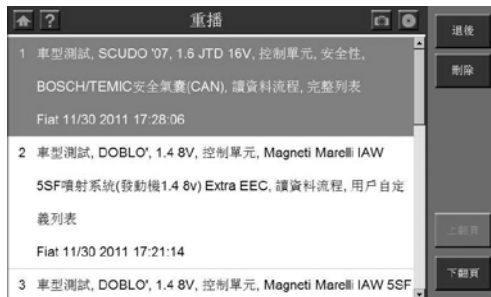 重播
退後
刪除
1 車型測試, SCUDO '07, 1.6 JTD 16V, 控制單元, 安全性,
BOSCH/TEMIC安全氣囊(CAN), 讀資料流程, 完整列表
Fiat 11/30 2011 17:28:06
2 車型測試, DOBLO', 1.4 8V, 控制單元, Magneti Marelli IAW
5SF噴射系統(發動機1.4 8v) Extra EEC, 讀資料流程, 用戶自定
義列表
Fiat 11/30 2011 17:21:14
3 車型測試, DOBLO', 1.4 8V, 控制單元, Magneti Marelli IAW 5SF
上翻頁
下翻頁